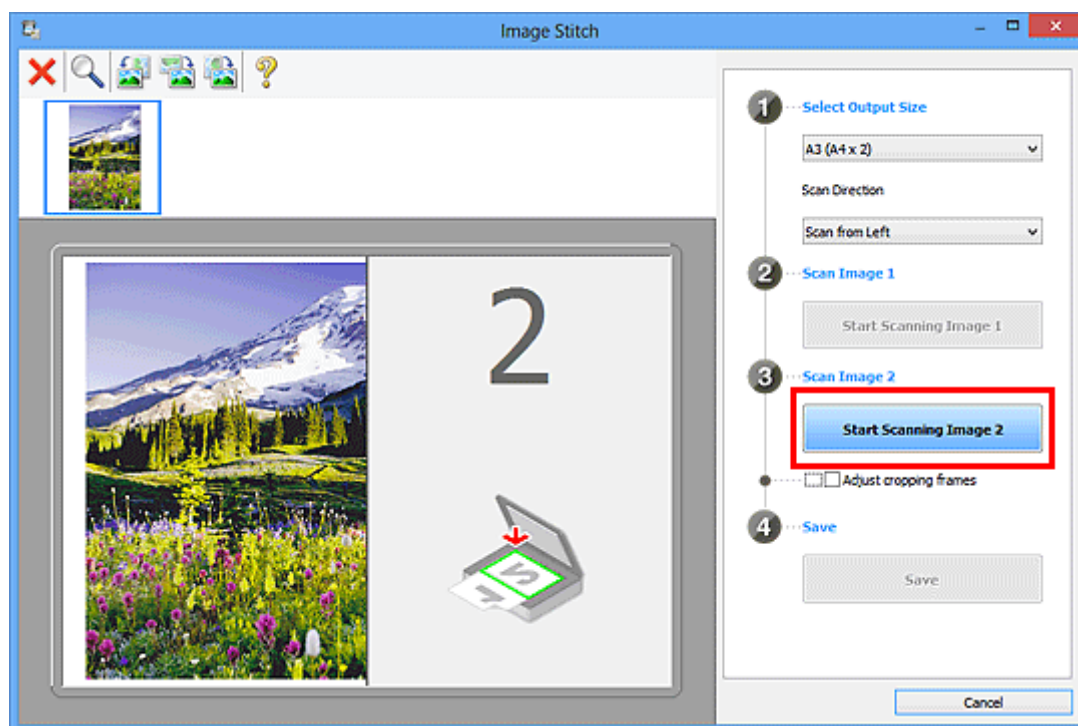 Image Stitch
1 Select Output Size
A3 (A4 x 2)
Scan Direction
Scan from Left
2 Scan Image 1
Start Scanning Image 1
3 Scan Image 2
Start Scanning Image 2
Adjust cropping frames
4 Save
Save
Cancel
2
1 2